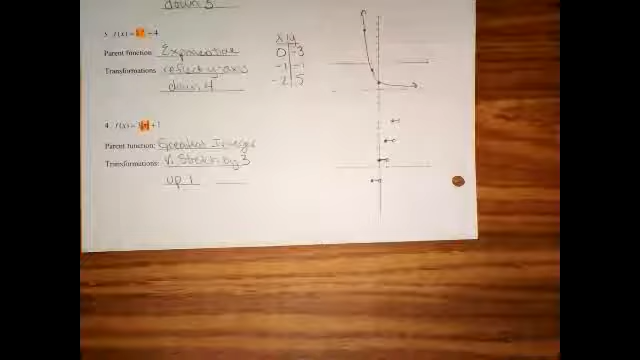 down 5
3. f(x) = - 4
Parent function: Exponential
Transformations: reflect y-axis
down 4
x | y
0 | -3
-1 | -1
-2 | 5
4. f(x) = 3[x] + 1
Parent function: Greatest Integer
Transformations: V. Stretch by 3
up 1